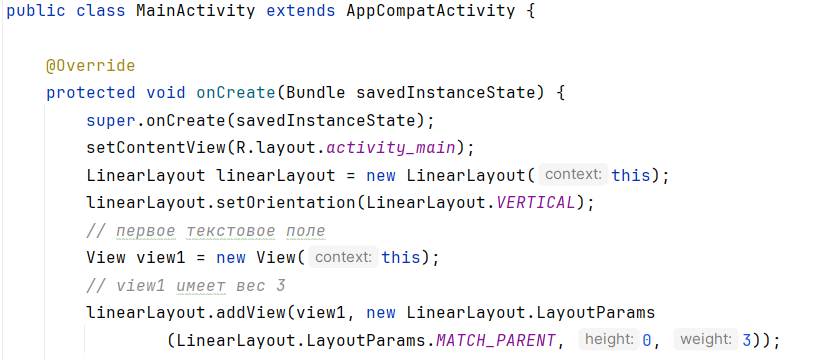 public class MainActivity extends AppCompatActivity {
@Override
protected void onCreate(Bundle savedInstanceState) {
super.onCreate(savedInstanceState);
setContentView(R.layout.activity_main);
LinearLayout linearLayout = new LinearLayout( context: this);
linearLayout.setOrientation(LinearLayout.VERTICAL);
// первое текстовое поле
View view1 = new View( context: this);
// view1 имеет вес 3
linearLayout.addView(view1, new LinearLayout.LayoutParams
(LinearLayout.LayoutParams.MATCH_PARENT, height: 0, weight: 3));